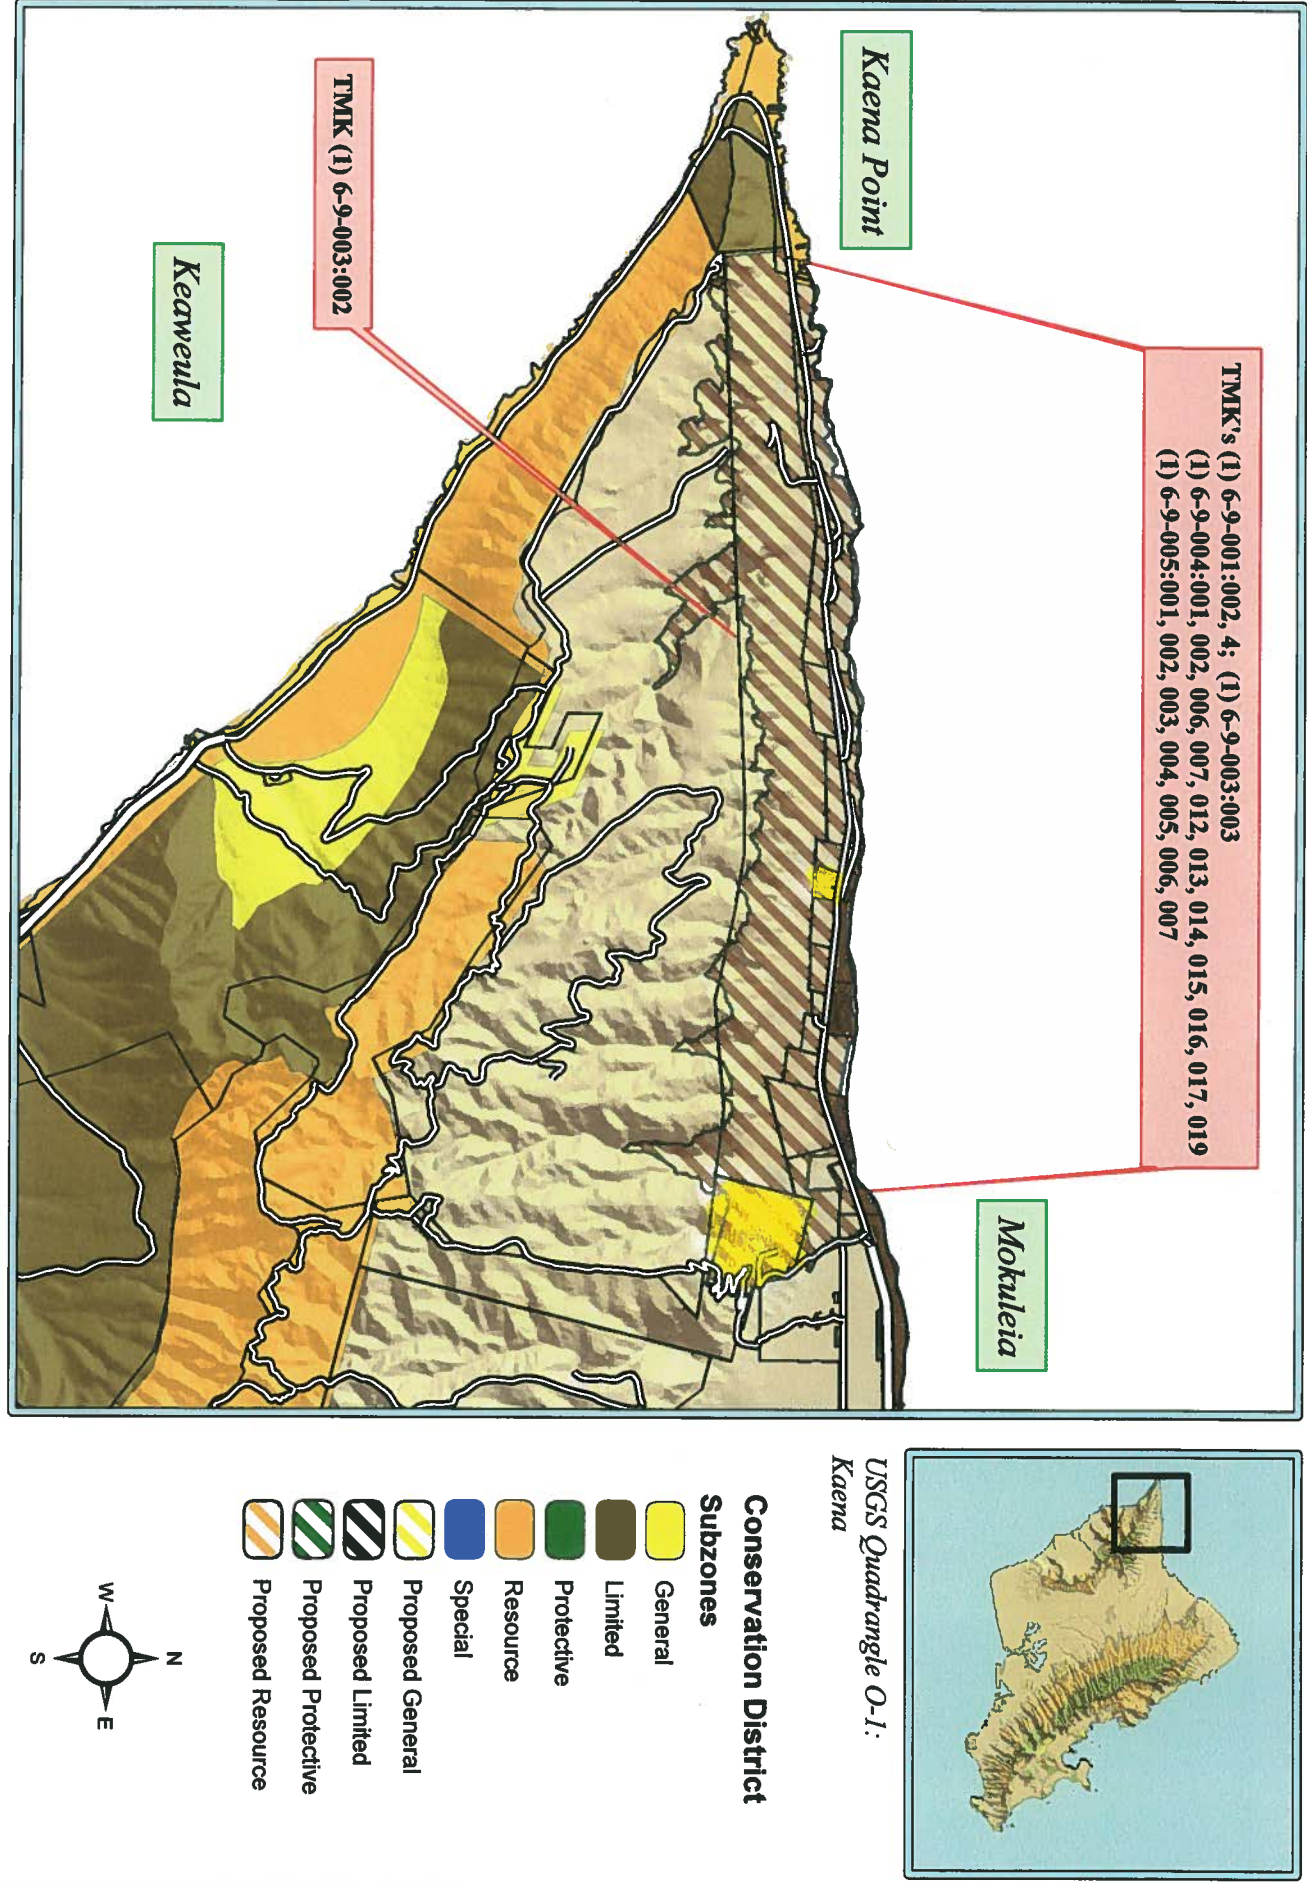 Kaena Point
TMK's (1) 6-9-001:002, 4; (1) 6-9-003:003
(1) 6-9-004:001, 002, 006, 007, 012, 013, 014, 015, 016, 017, 019
(1) 6-9-005:001, 002, 003, 004, 005, 006, 007
Mokuleia
TMK (1) 6-9-003:002
Keaweula
USGS Quadrangle O-1:
Kaena
Conservation District
Subzones
General
Limited
Protective
Resource
Special
Proposed General
Proposed Limited
Proposed Protective
Proposed Resource
N
W
E
S